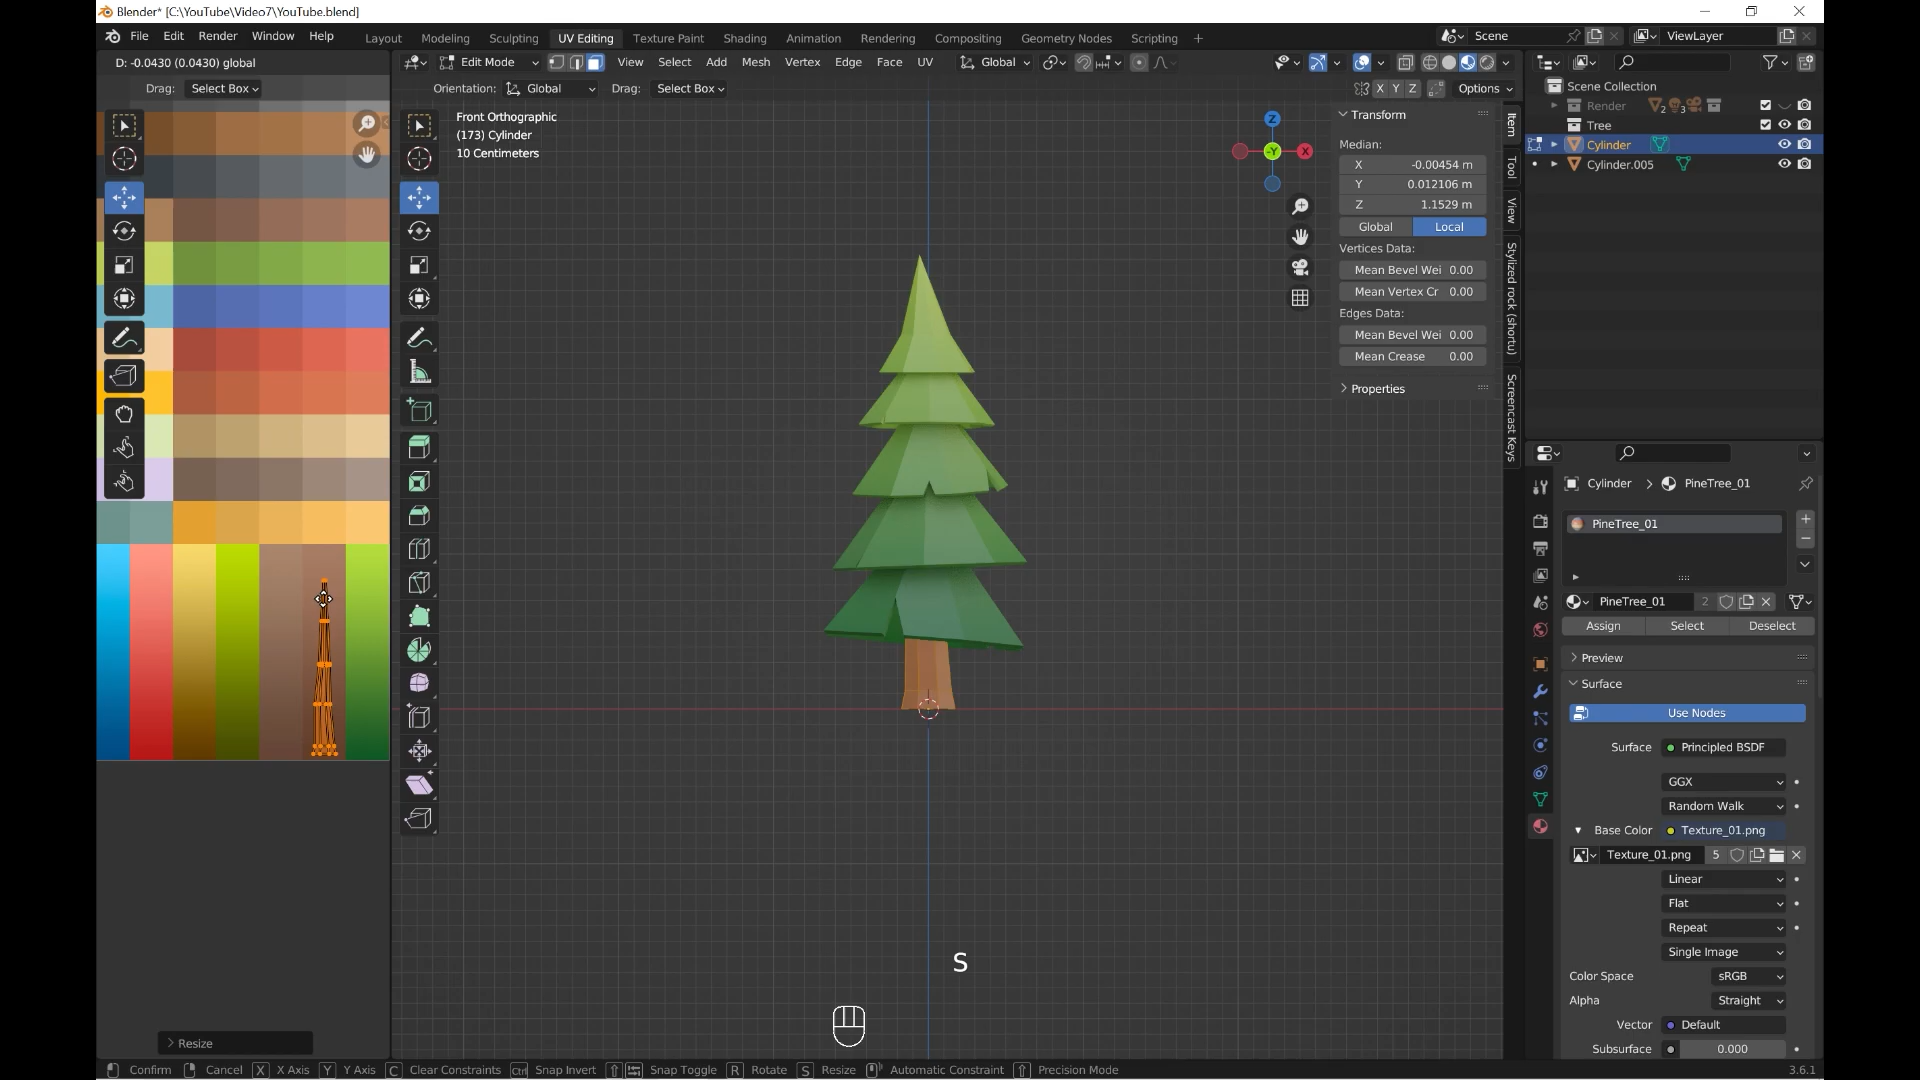 Blender* [C:\YouTube\Video7\YouTube.blend]
File Edit Render Window Help Layout Modeling Sculpting UV Editing Texture Paint Shading Animation Rendering Compositing Geometry Nodes Scripting + Scene ViewLayer
D: -0.0430 (0.0430) global
Edit Mode View Select Add Mesh Vertex Edge Face UV Global
Drag: Select Box
Orientation: Global Drag: Select Box X Y Z Options
Front Orthographic
(173) Cylinder
10 Centimeters
Z
-Y
X
Transform
Median:
X -0.00454 m
Y 0.012106 m
Z 1.1529 m
Global Local
Vertices Data:
Mean Bevel Wei 0.00
Mean Vertex Cr 0.00
Edges Data:
Mean Bevel Wei 0.00
Mean Crease 0.00
Properties
Item
Tool
View
Stylized rock (shortu)
Screencast Keys
Scene Collection
Render 2 3
Tree
Cylinder
Cylinder.005
Cylinder > PineTree_01
PineTree_01
PineTree_01 2
Assign Select Deselect
Preview
Surface
Use Nodes
Surface Principled BSDF
GGX
Random Walk
Base Color Texture_01.png
Texture_01.png 5
Linear
Flat
Repeat
Single Image
Color Space sRGB
Alpha Straight
Vector Default
Subsurface 0.000
S
Resize
Confirm Cancel X X Axis Y Y Axis C Clear Constraints Ctrl Snap Invert Snap Toggle R Rotate S Resize Automatic Constraint Precision Mode 3.6.1